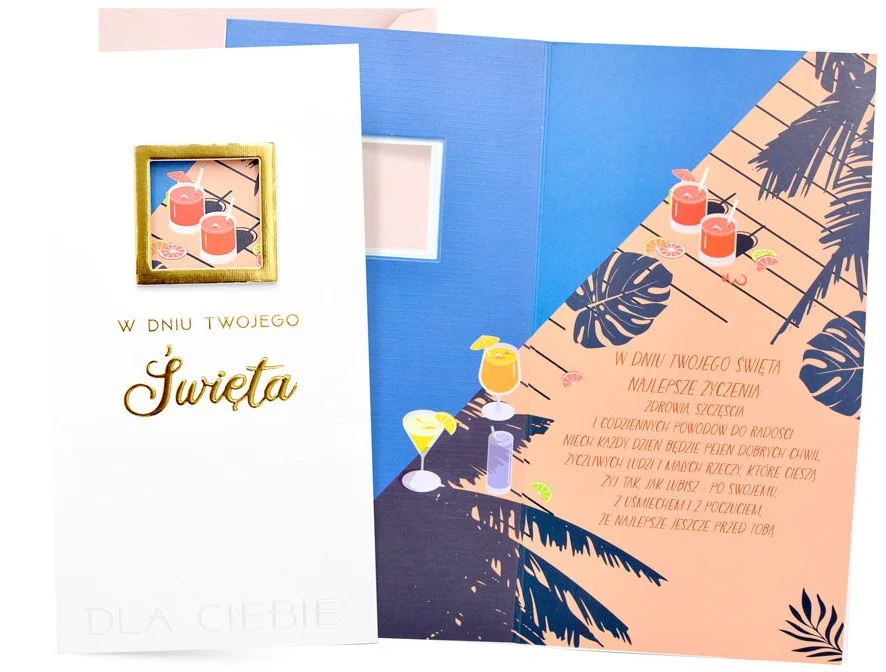 W DNIU TWOJEGO
Święta
DLA CIEBIE
W DNIU TWOJEGO ŚWIĘTA
NAJLEPSZE ŻYCZENIA:
ZDROWIA, SZCZĘŚCIA
I CODZIENNYCH POWODÓW DO RADOŚCI.
NIECH KAŻDY DZIEŃ BĘDZIE PEŁEN DOBRYCH CHWIL,
ŻYCZLIWYCH LUDZI I MAŁYCH RZECZY, KTÓRE CIESZĄ.
ŻYJ TAK, JAK LUBISZ - PO SWOJEMU,
Z UŚMIECHEM I Z POCZUCIEM,
ŻE NAJLEPSZE JESZCZE PRZED TOBĄ